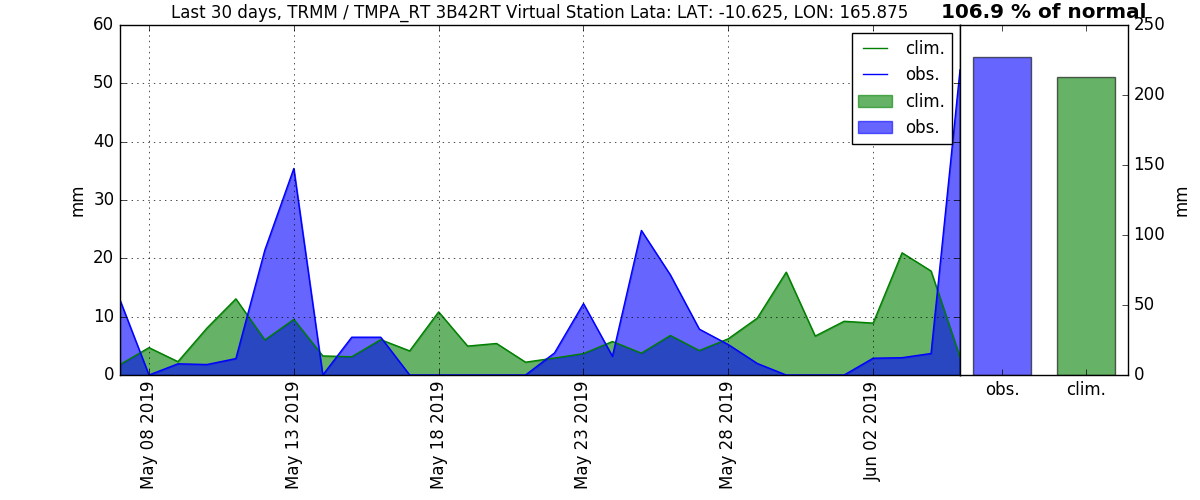 Last 30 days, TRMM / TMPA_RT 3B42RT Virtual Station Lata: LAT: -10.625, LON: 165.875
106.9 % of normal
60
50
40
30
20
10
0
mm
clim.
obs.
clim.
obs.
250
200
150
100
50
0
mm
obs.
clim.
May 08 2019
May 13 2019
May 18 2019
May 23 2019
May 28 2019
Jun 02 2019